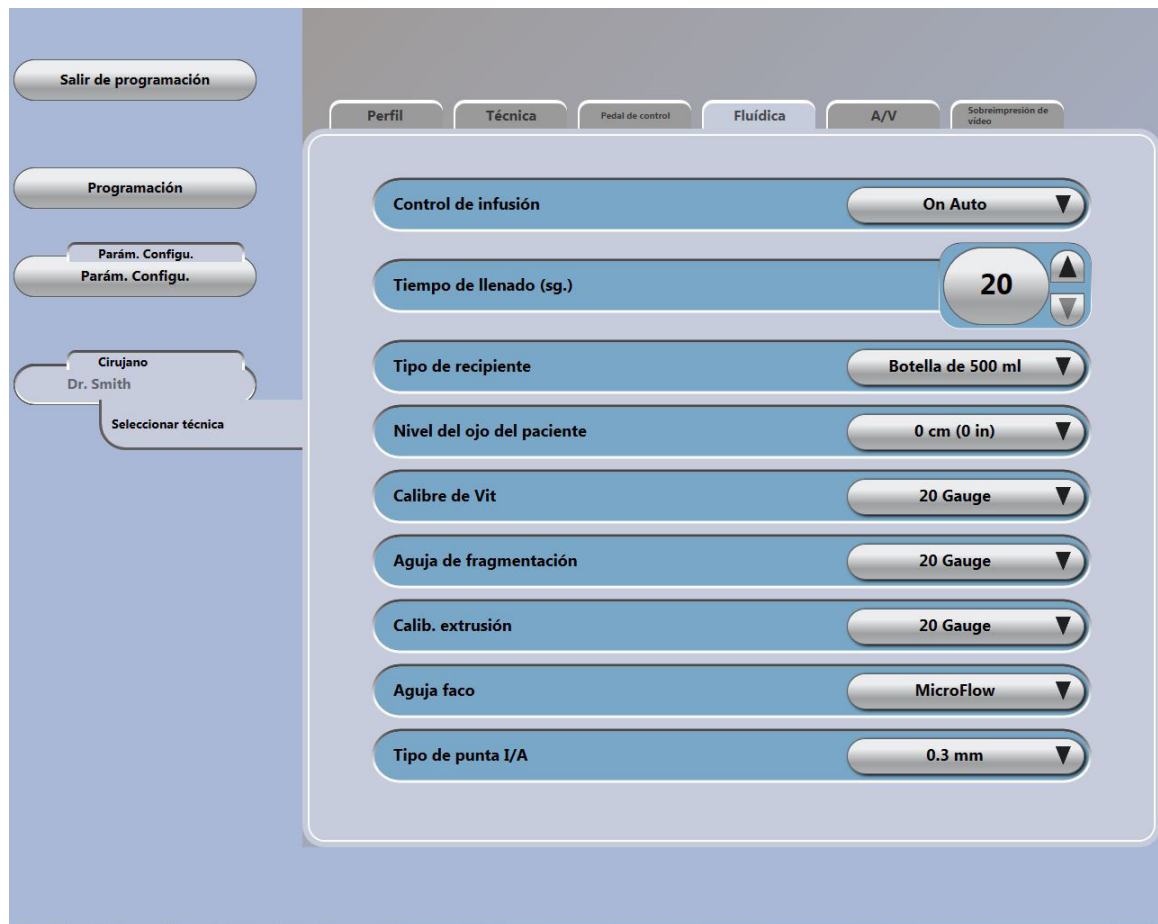 Salir de programación
Programación
Parám. Configu.
Parám. Configu.
Cirujano
Dr. Smith
Seleccionar técnica
Perfil
Técnica
Pedal de control
Fluídica
A/V
Sobreimpresión de
vídeo
Control de infusión
On Auto
Tiempo de llenado (sg.)
20
Tipo de recipiente
Botella de 500 ml
Nivel del ojo del paciente
0 cm (0 in)
Calibre de Vit
20 Gauge
Aguja de fragmentación
20 Gauge
Calib. extrusión
20 Gauge
Aguja faco
MicroFlow
Tipo de punta I/A
0.3 mm